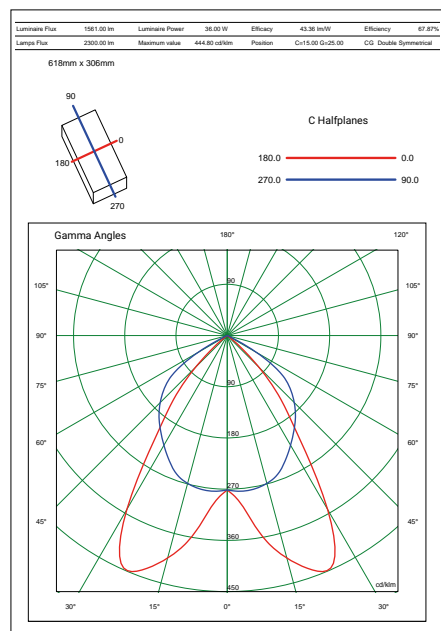 Luminaire Flux 1561.00 lm Luminaire Power 36.00 W Efficacy 43.36 lm/W Efficiency 67.87%
Lamps Flux 2300.00 lm Maximum value 444.80 cd/klm Position C=15.00 G=25.00 CG Double Symmetrical
618mm x 306mm
90
0
180
270
C Halfplanes
180.0 0.0
270.0 90.0
Gamma Angles 180° 120°
105° 90 105°
90° 90°
90
75° 75°
180
60° 60°
270
45° 45°
360
cd/klm
450
30° 15° 0° 15° 30°